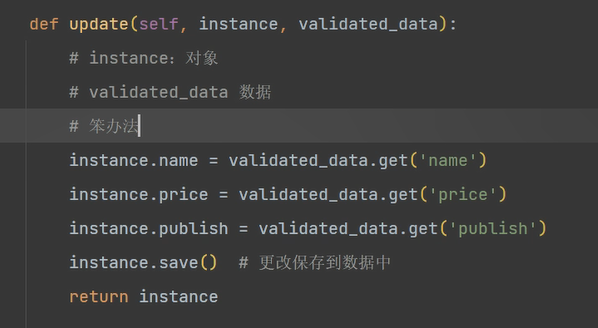 def update(self, instance, validated_data):
# instance: 对象
# validated_data 数据
# 笨办法
instance.name = validated_data.get('name')
instance.price = validated_data.get('price')
instance.publish = validated_data.get('publish')
instance.save()  # 更改保存到数据中
return instance